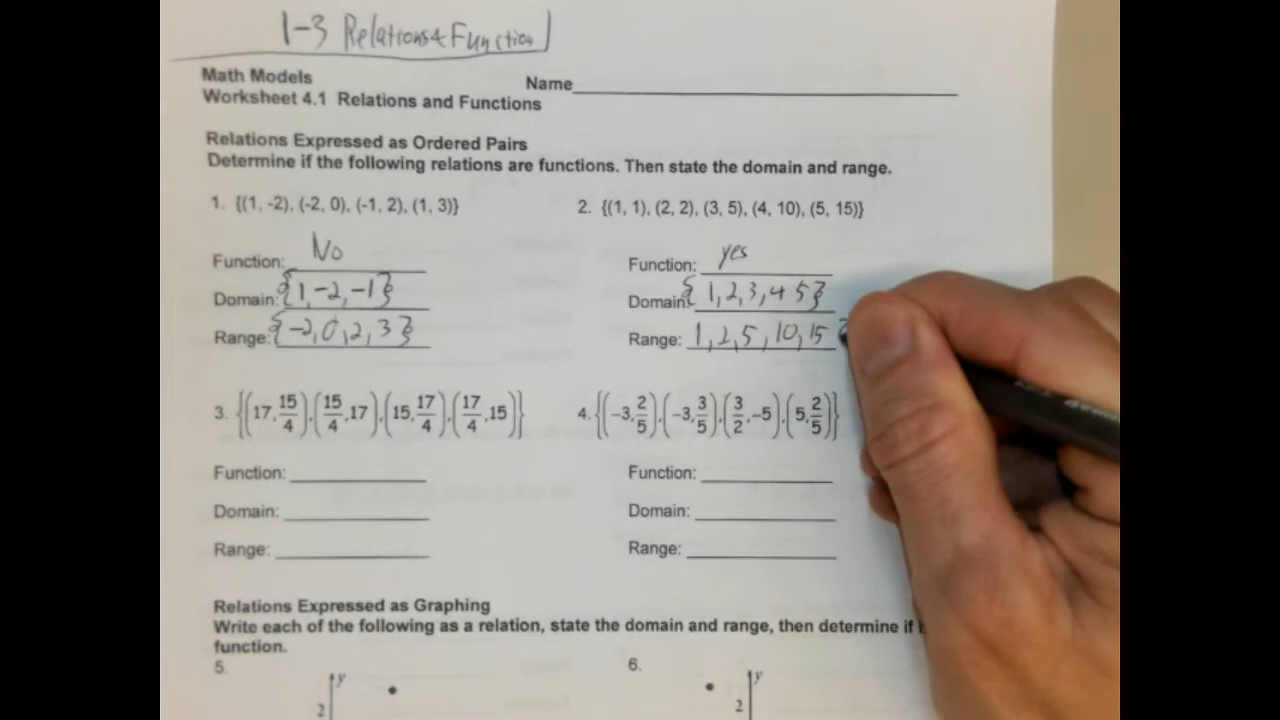 1-3 Relations & Function
Math Models
Name
Worksheet 4.1 Relations and Functions
Relations Expressed as Ordered Pairs
Determine if the following relations are functions. Then state the domain and range.
1. {(1, -2), (-2, 0), (-1, 2), (1, 3)}
2. {(1, 1), (2, 2), (3, 5), (4, 10), (5, 15)}
Function: No
Function: yes
Domain: {1, -2, -1}
Domain: { 1, 2, 3, 4 5}
Range: {-2, 0, 2, 3}
Range: 1, 2, 5, 10, 15
3. {(17, 15/4), (15/4, 17), (15, 17/4), (17/4, 15)}
4. {(-3, 2/5), (-3, 3/5), (3/2, -5), (5, 2/5)}
Function:
Function:
Domain:
Domain:
Range:
Range:
Relations Expressed as Graphing
Write each of the following as a relation, state the domain and range, then determine if
function.
5.
6.
y
y
2
2